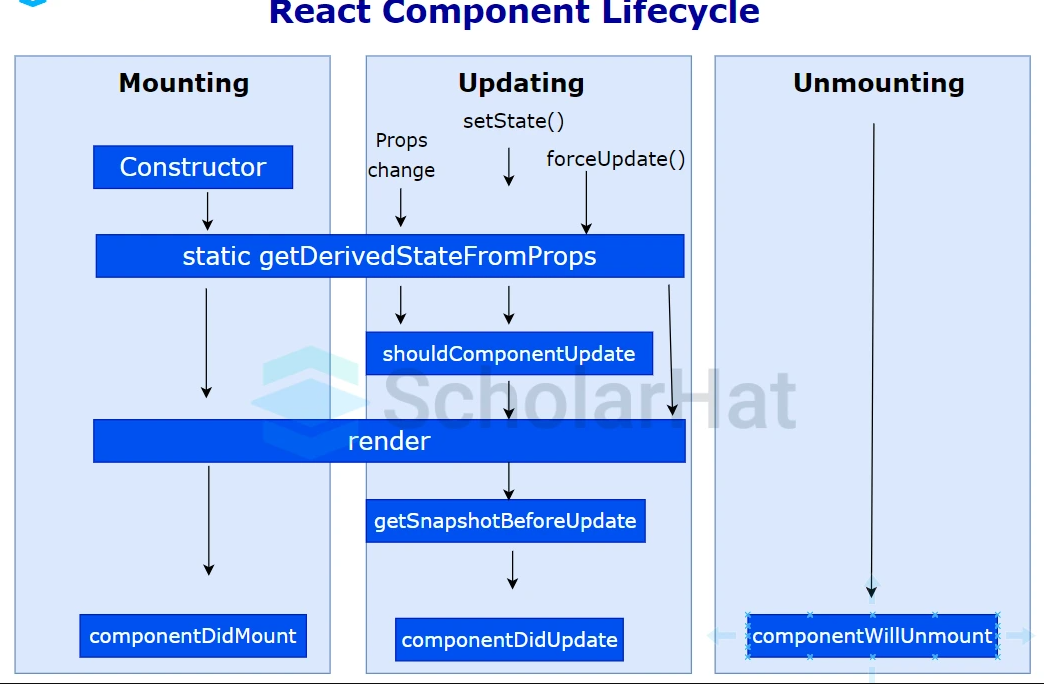 React Component Lifecycle
Mounting
Updating
Unmounting
setState()
Props
change
forceUpdate()
Constructor
static getDerivedStateFromProps
shouldComponentUpdate
ScholarHat
render
getSnapshotBeforeUpdate
componentDidMount
componentDidUpdate
componentWillUnmount